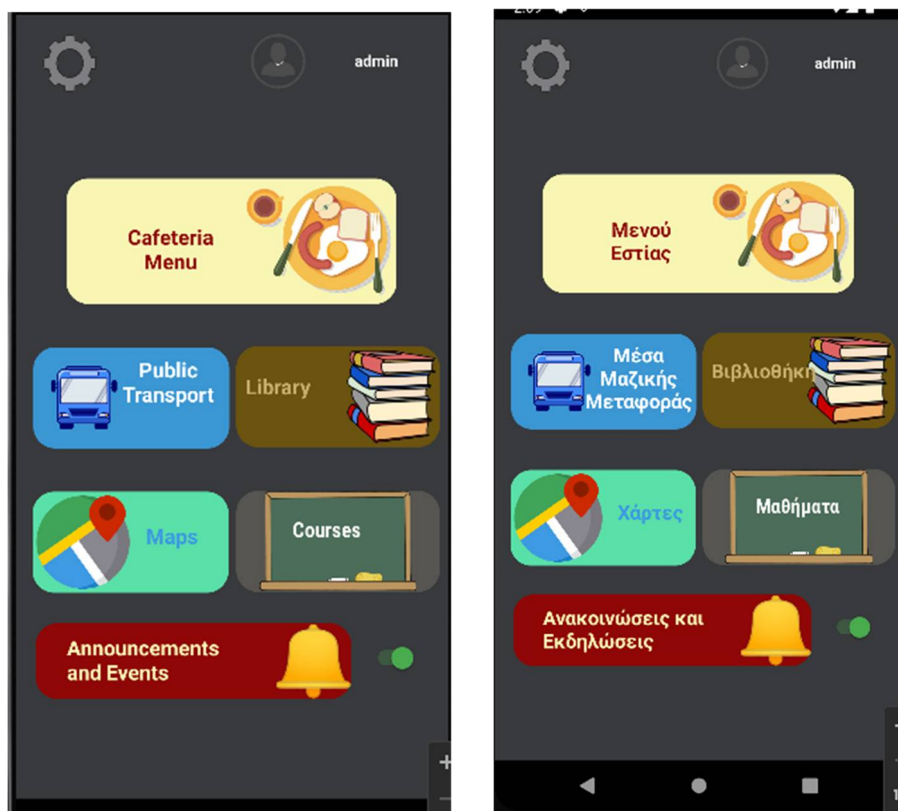 admin
Cafeteria
Menu
Public
Transport
Library
Maps
Courses
Announcements
and Events
admin
Μενού
Εστίας
Μέσα
Μαζικής
Μεταφοράς
Βιβλιοθήκη
Χάρτες
Μαθήματα
Ανακοινώσεις και
Εκδηλώσεις